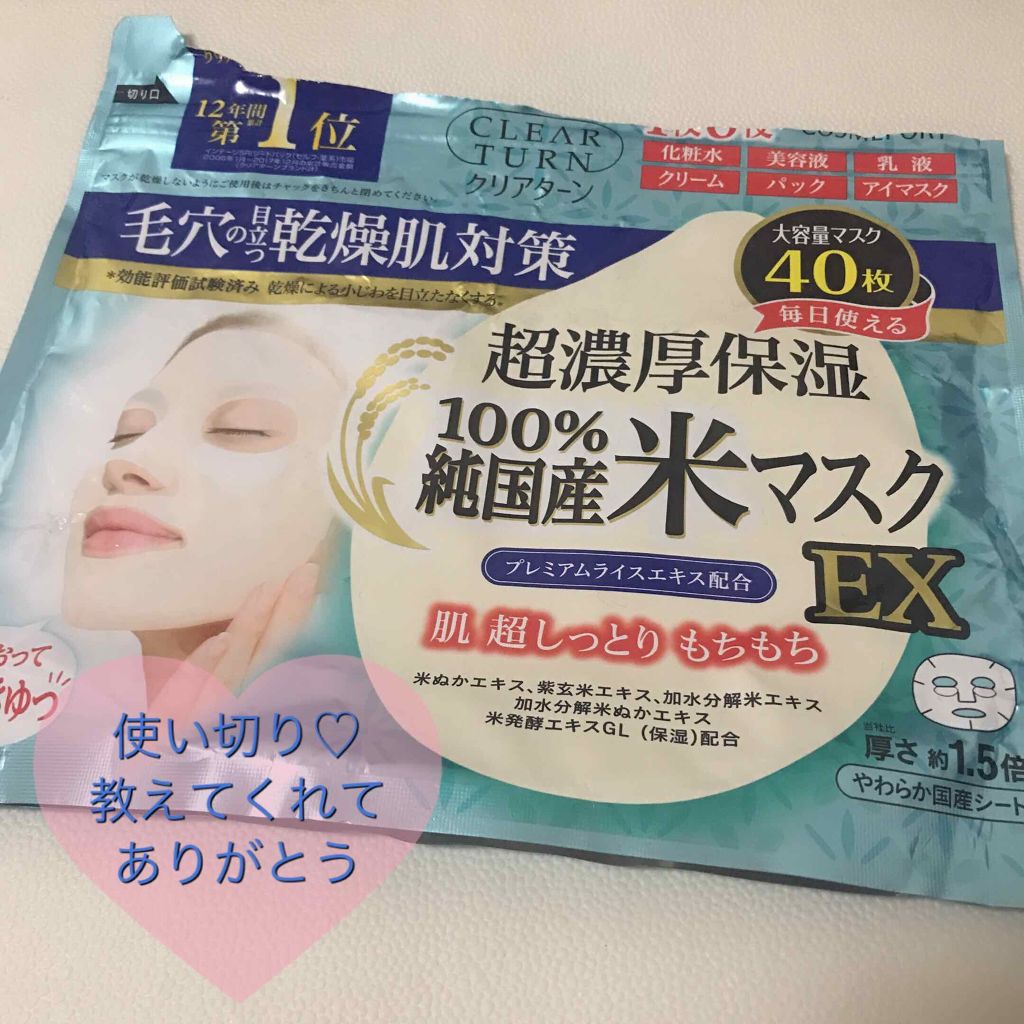 切り口
12年間
累計
第1位
マスクが乾燥しないようにご使用後はチャックをきちんと閉めてください。
CLEAR
TURN
クリアターン
1枚6役
化粧水
美容液
乳液
クリーム
パック
アイマスク
毛穴の目立つ乾燥肌対策
*効能評価試験済み 乾燥による小じわを目立たなくする。
大容量マスク
40枚
毎日使える
超濃厚保湿
100%
純国産米マスク
EX
プレミアムライスエキス配合
肌 超しっとり もちもち
米ぬかエキス、紫玄米エキス、加水分解米エキス
加水分解米ぬかエキス
米発酵エキスGL (保湿)配合
当社比
厚さ 約1.5倍
やわらか国産シート
使い切り♡
教えてくれて
ありがとう